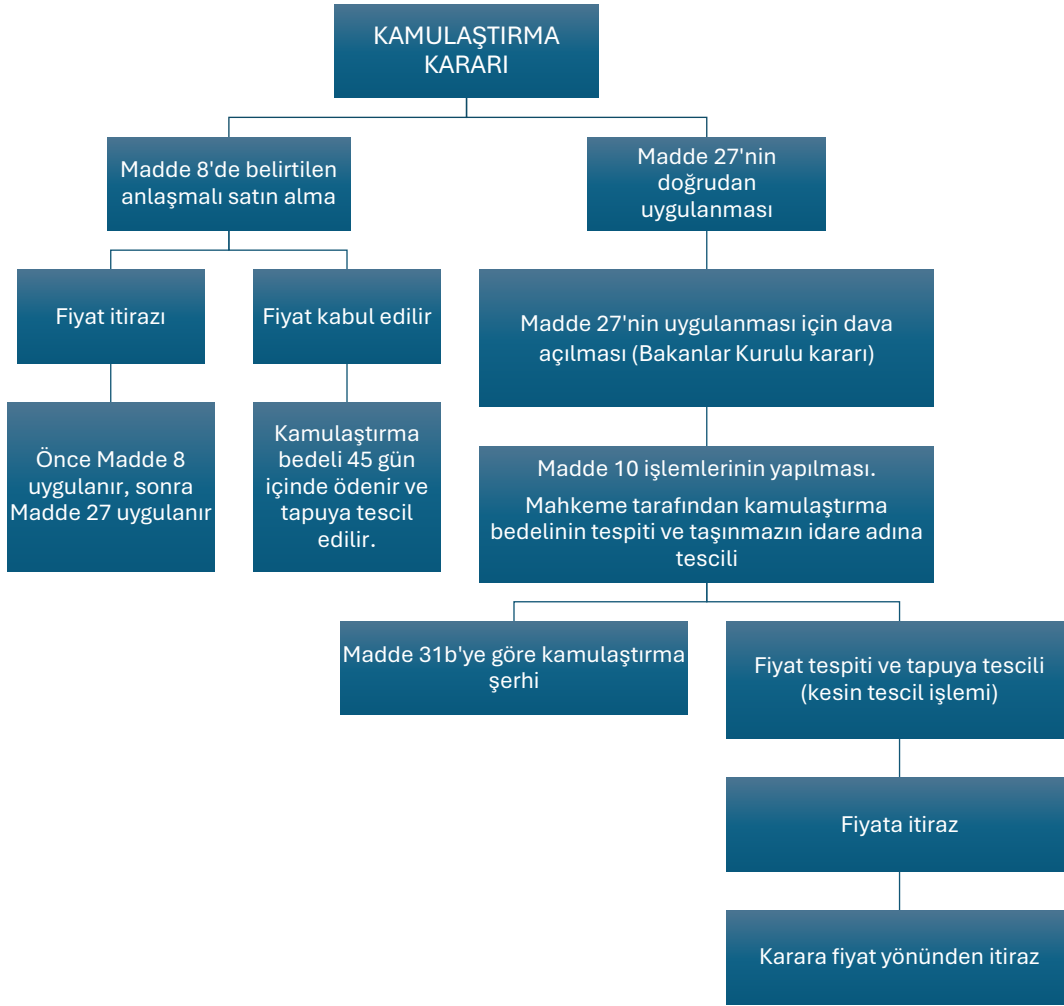 KAMULAŞTIRMA
KARARI
Madde 8'de belirtilen
anlaşmalı satın alma
Madde 27'nin
doğrudan
uygulanması
Fiyat itirazı
Fiyat kabul edilir
Madde 27'nin uygulanması için dava
açılması (Bakanlar Kurulu kararı)
Önce Madde 8
uygulanır, sonra
Madde 27 uygulanır
Kamulaştırma
bedeli 45 gün
içinde ödenir ve
tapuya tescil
edilir.
Madde 10 işlemlerinin yapılması.
Mahkeme tarafından kamulaştırma
bedelinin tespiti ve taşınmazın idare adına
tescili
Madde 31b'ye göre kamulaştırma
şerhi
Fiyat tespiti ve tapuya tescili
(kesin tescil işlemi)
Fiyata itiraz
Karara fiyat yönünden itiraz